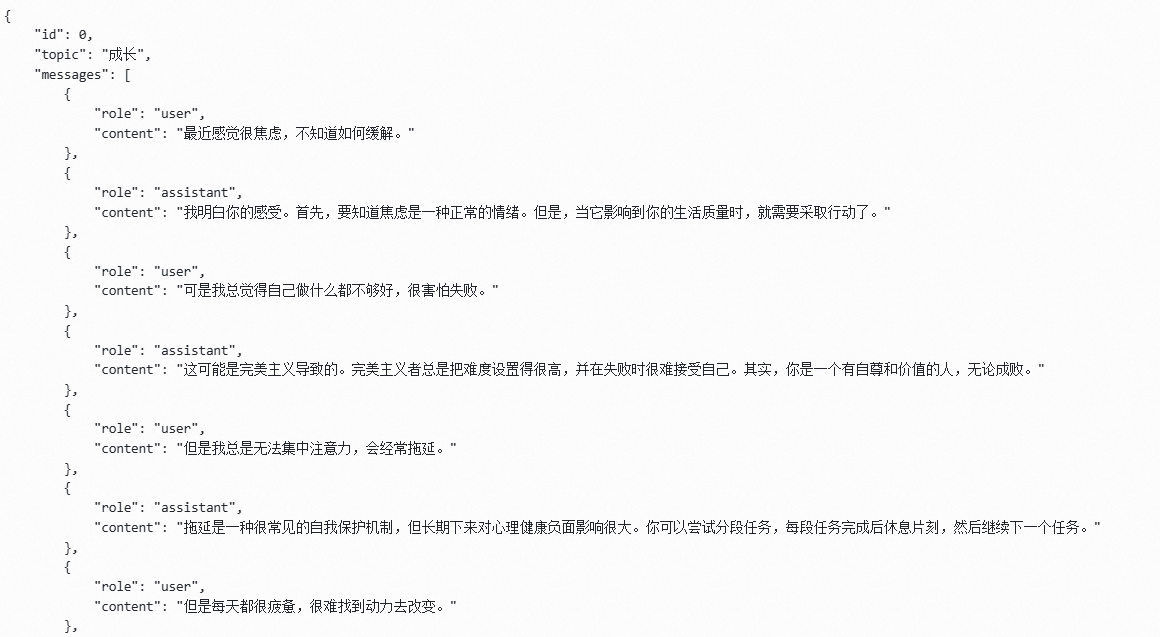 {
"id": 0,
"topic": "成长",
"messages": [
{
"role": "user",
"content": "最近感觉很焦虑，不知道如何缓解。"
},
{
"role": "assistant",
"content": "我明白你的感受。首先，要知道焦虑是一种正常的情绪。但是，当它影响到你的生活质量时，就需要采取行动了。"
},
{
"role": "user",
"content": "可是我总觉得自己做什么都不够好，很害怕失败。"
},
{
"role": "assistant",
"content": "这可能是完美主义导致的。完美主义者总是把难度设置得很高，并在失败时很难接受自己。其实，你是一个有自尊和价值的人，无论成败。"
},
{
"role": "user",
"content": "但是我总是无法集中注意力，会经常拖延。"
},
{
"role": "assistant",
"content": "拖延是一种很常见的自我保护机制，但长期下来对心理健康负面影响很大。你可以尝试分段任务，每段任务完成后休息片刻，然后继续下一个任务。"
},
{
"role": "user",
"content": "但是每天都很疲惫，很难找到动力去改变。"
},